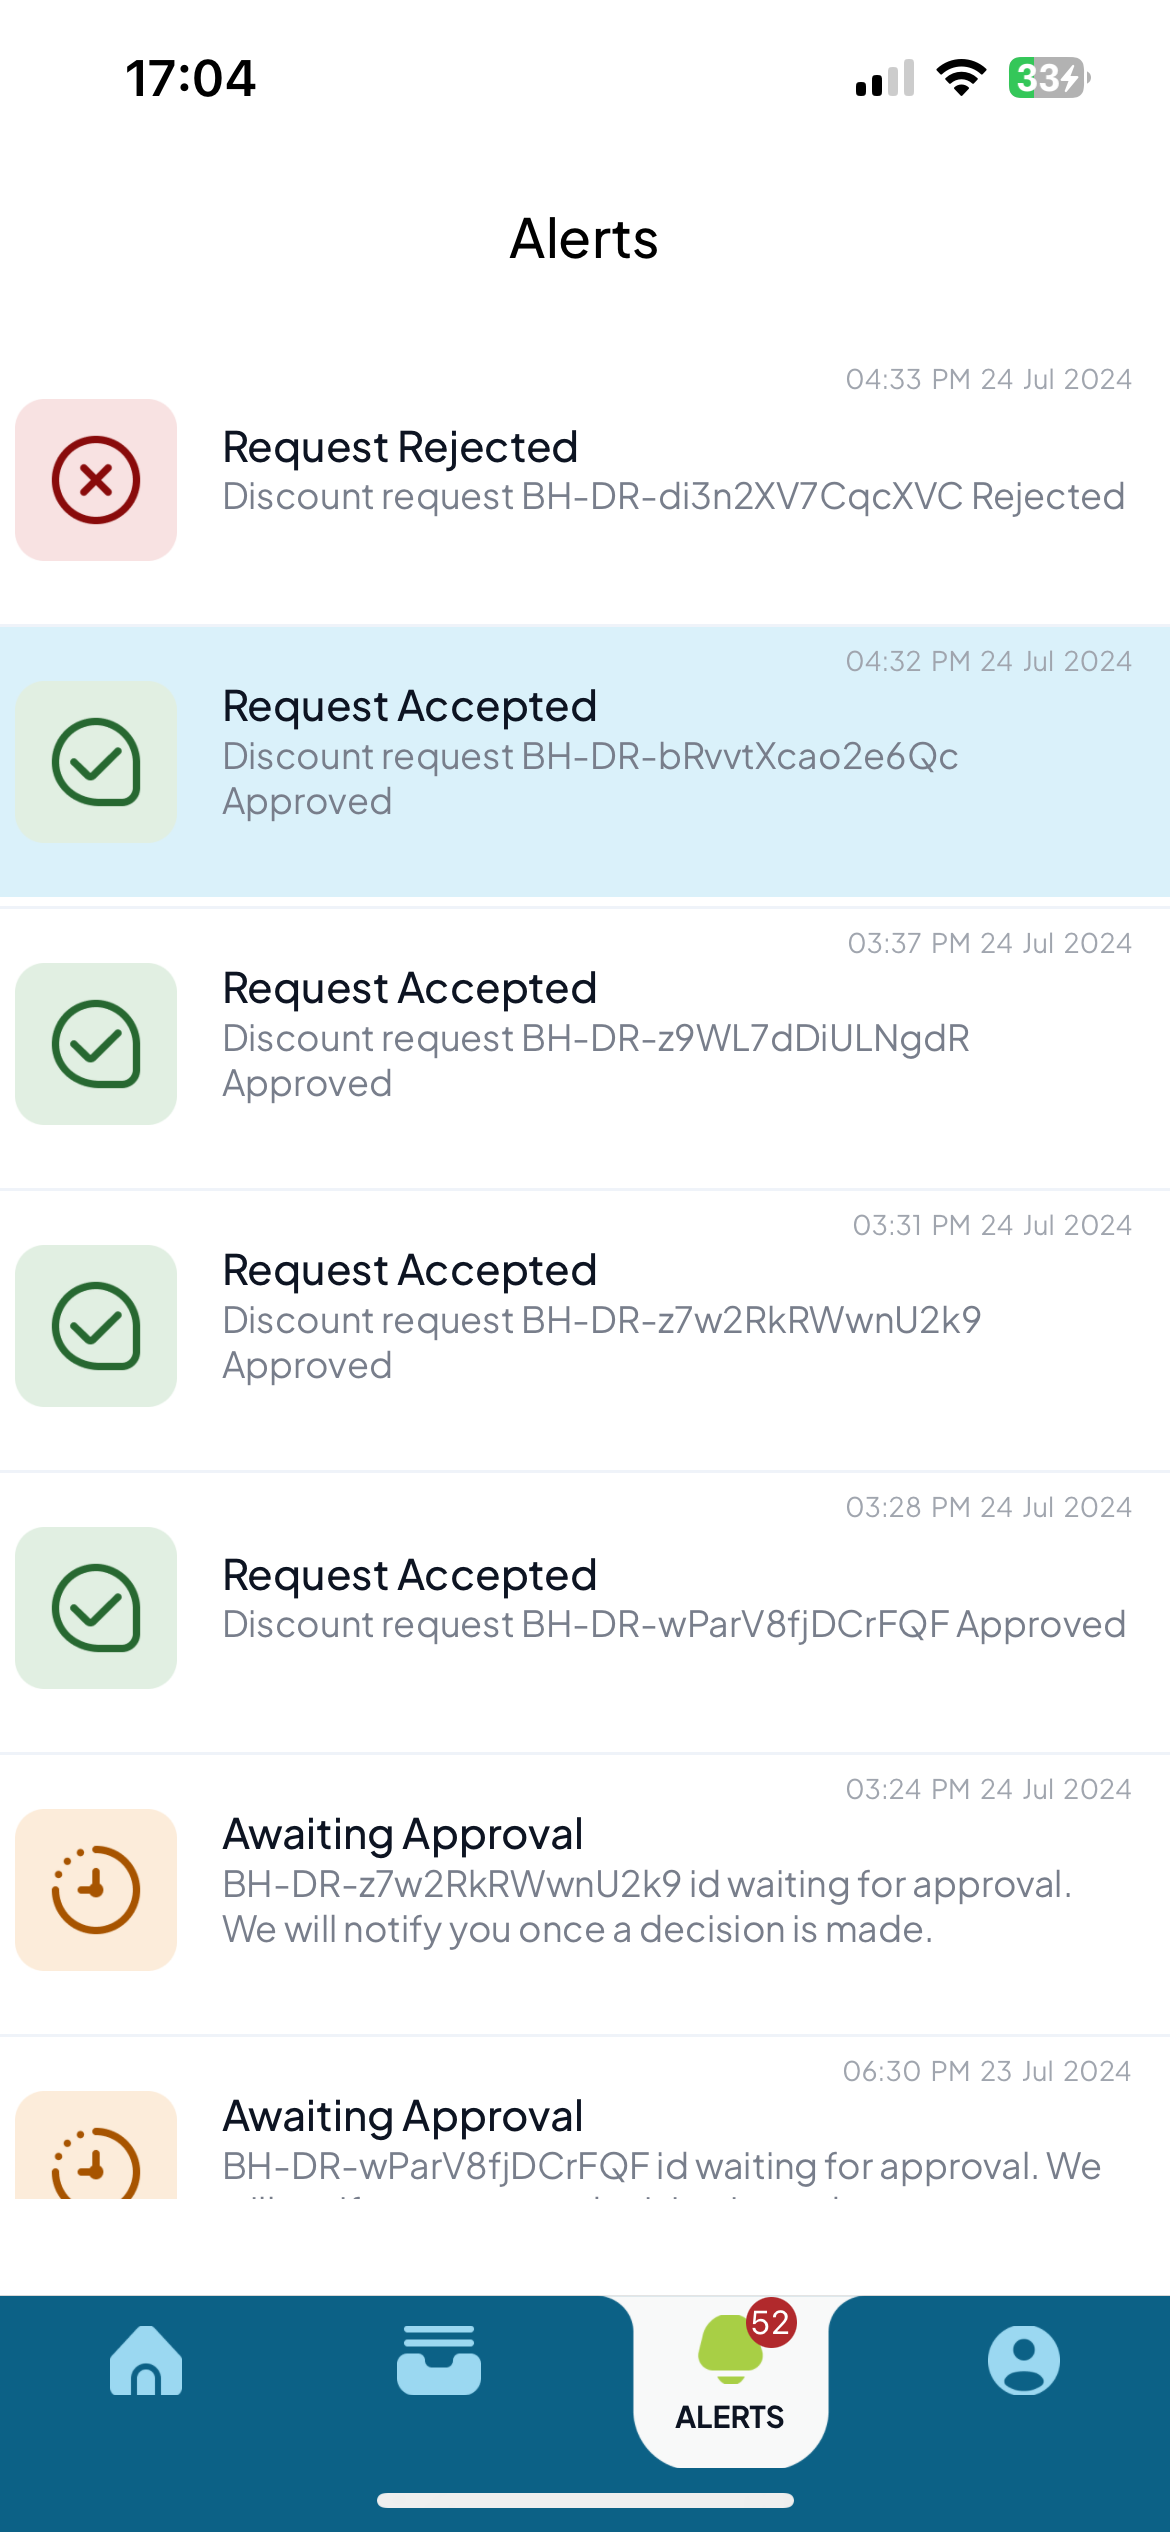 17:04
33
Alerts
04:33 PM 24 Jul 2024
Request Rejected
Discount request BH-DR-di3n2XV7CqcXVC Rejected
04:32 PM 24 Jul 2024
Request Accepted
Discount request BH-DR-bRvvtXcao2e6Qc
Approved
03:37 PM 24 Jul 2024
Request Accepted
Discount request BH-DR-z9WL7dDiULNgdR
Approved
03:31 PM 24 Jul 2024
Request Accepted
Discount request BH-DR-z7w2RkRWwnU2k9
Approved
03:28 PM 24 Jul 2024
Request Accepted
Discount request BH-DR-wParV8fjDCrFQF Approved
03:24 PM 24 Jul 2024
Awaiting Approval
BH-DR-z7w2RkRWwnU2k9 id waiting for approval.
We will notify you once a decision is made.
06:30 PM 23 Jul 2024
Awaiting Approval
BH-DR-wParV8fjDCrFQF id waiting for approval. We
52
ALERTS